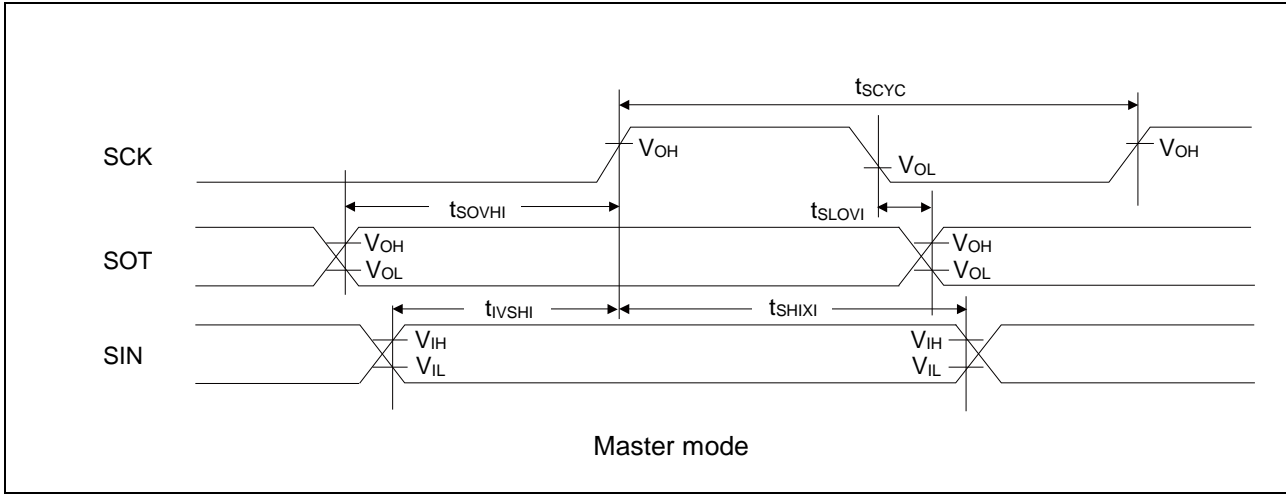 tSCYC
SCK
VOH
VOL
VOH
tSOVHI
tSLOVI
SOT
VOH
VOL
VOH
VOL
tIVSHI
tSHIXI
SIN
VIH
VIL
VIH
VIL
Master mode